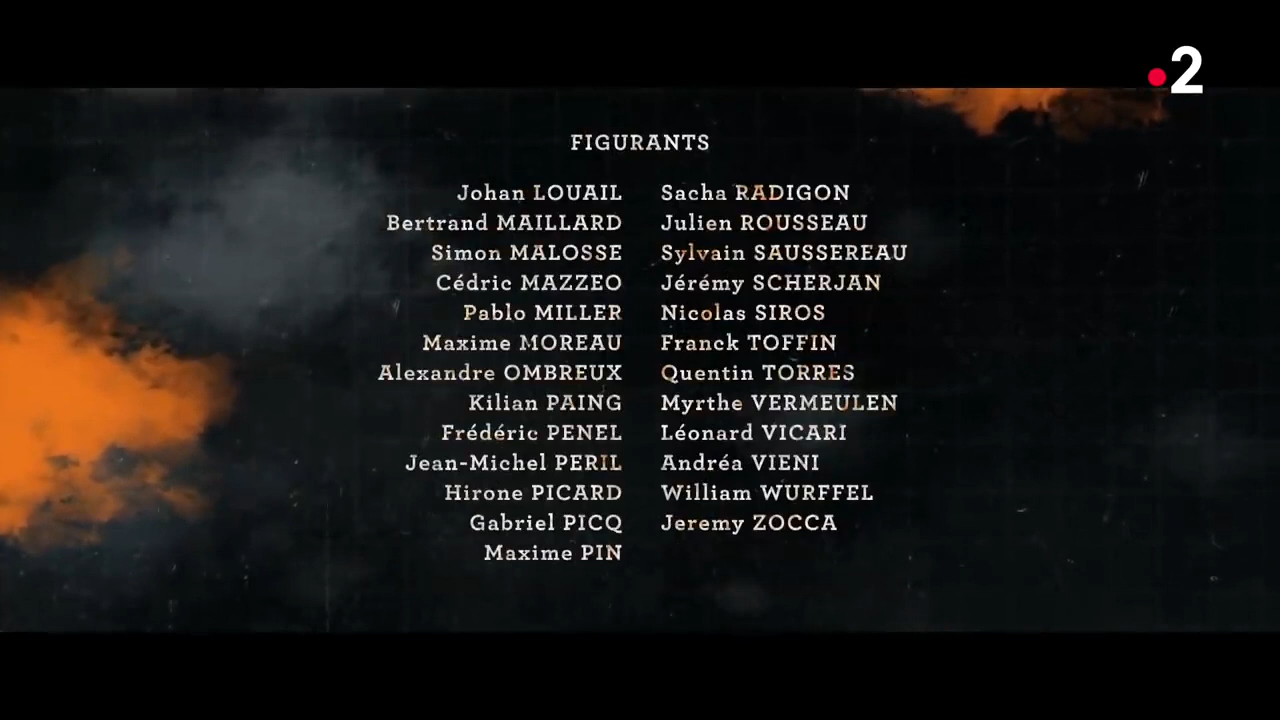 2
FIGURANTS
Johan LOUAIL
Bertrand MAILLARD
Simon MALOSSE
Cédric MAZZEO
Pablo MILLER
Maxime MOREAU
Alexandre OMBREUX
Kilian PAING
Frédéric PENEL
Jean-Michel PERIL
Hirone PICARD
Gabriel PICQ
Maxime PIN
Sacha RADIGON
Julien ROUSSEAU
Sylvain SAUSSEREAU
Jérémy SCHERJAN
Nicolas SIROS
Franck TOFFIN
Quentin TORRES
Myrthe VERMEULEN
Léonard VICARI
Andréa VIENI
William WURFFEL
Jeremy ZOCCA